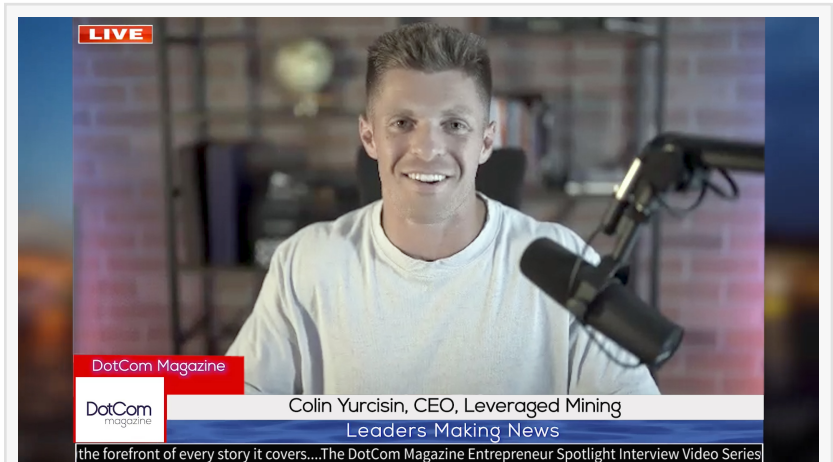 LIVE
DotCom Magazine
DotCom
magazine
Colin Yurcisin, CEO, Leveraged Mining
Leaders Making News
the forefront of every story it covers....The DotCom Magazine Entrepreneur Spotlight Interview Video Series